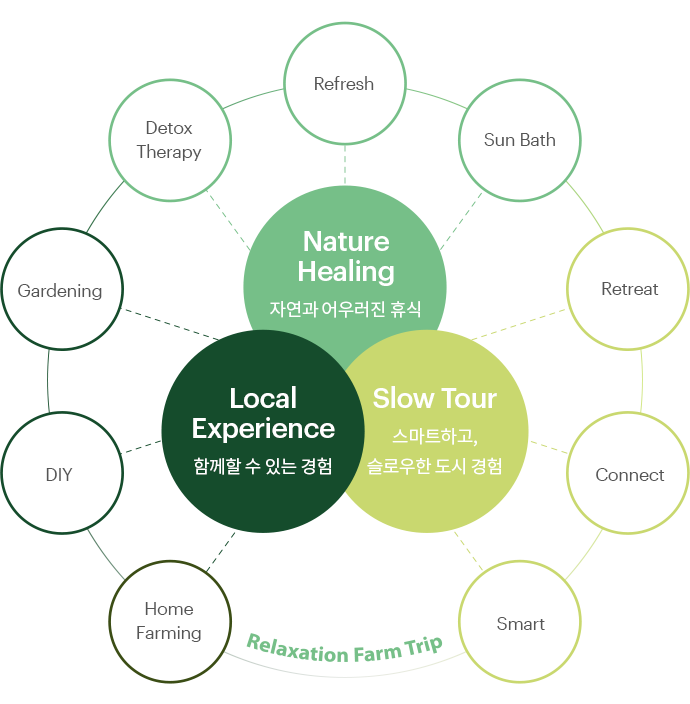 Refresh
Detox
Therapy
Sun Bath
Nature
Healing
자연과 어우러진 휴식
Gardening
Retreat
Local
Experience
함께할 수 있는 경험
Slow Tour
스마트하고,
슬로우한 도시 경험
DIY
Connect
Home
Farming
Smart
Relaxation Farm Trip